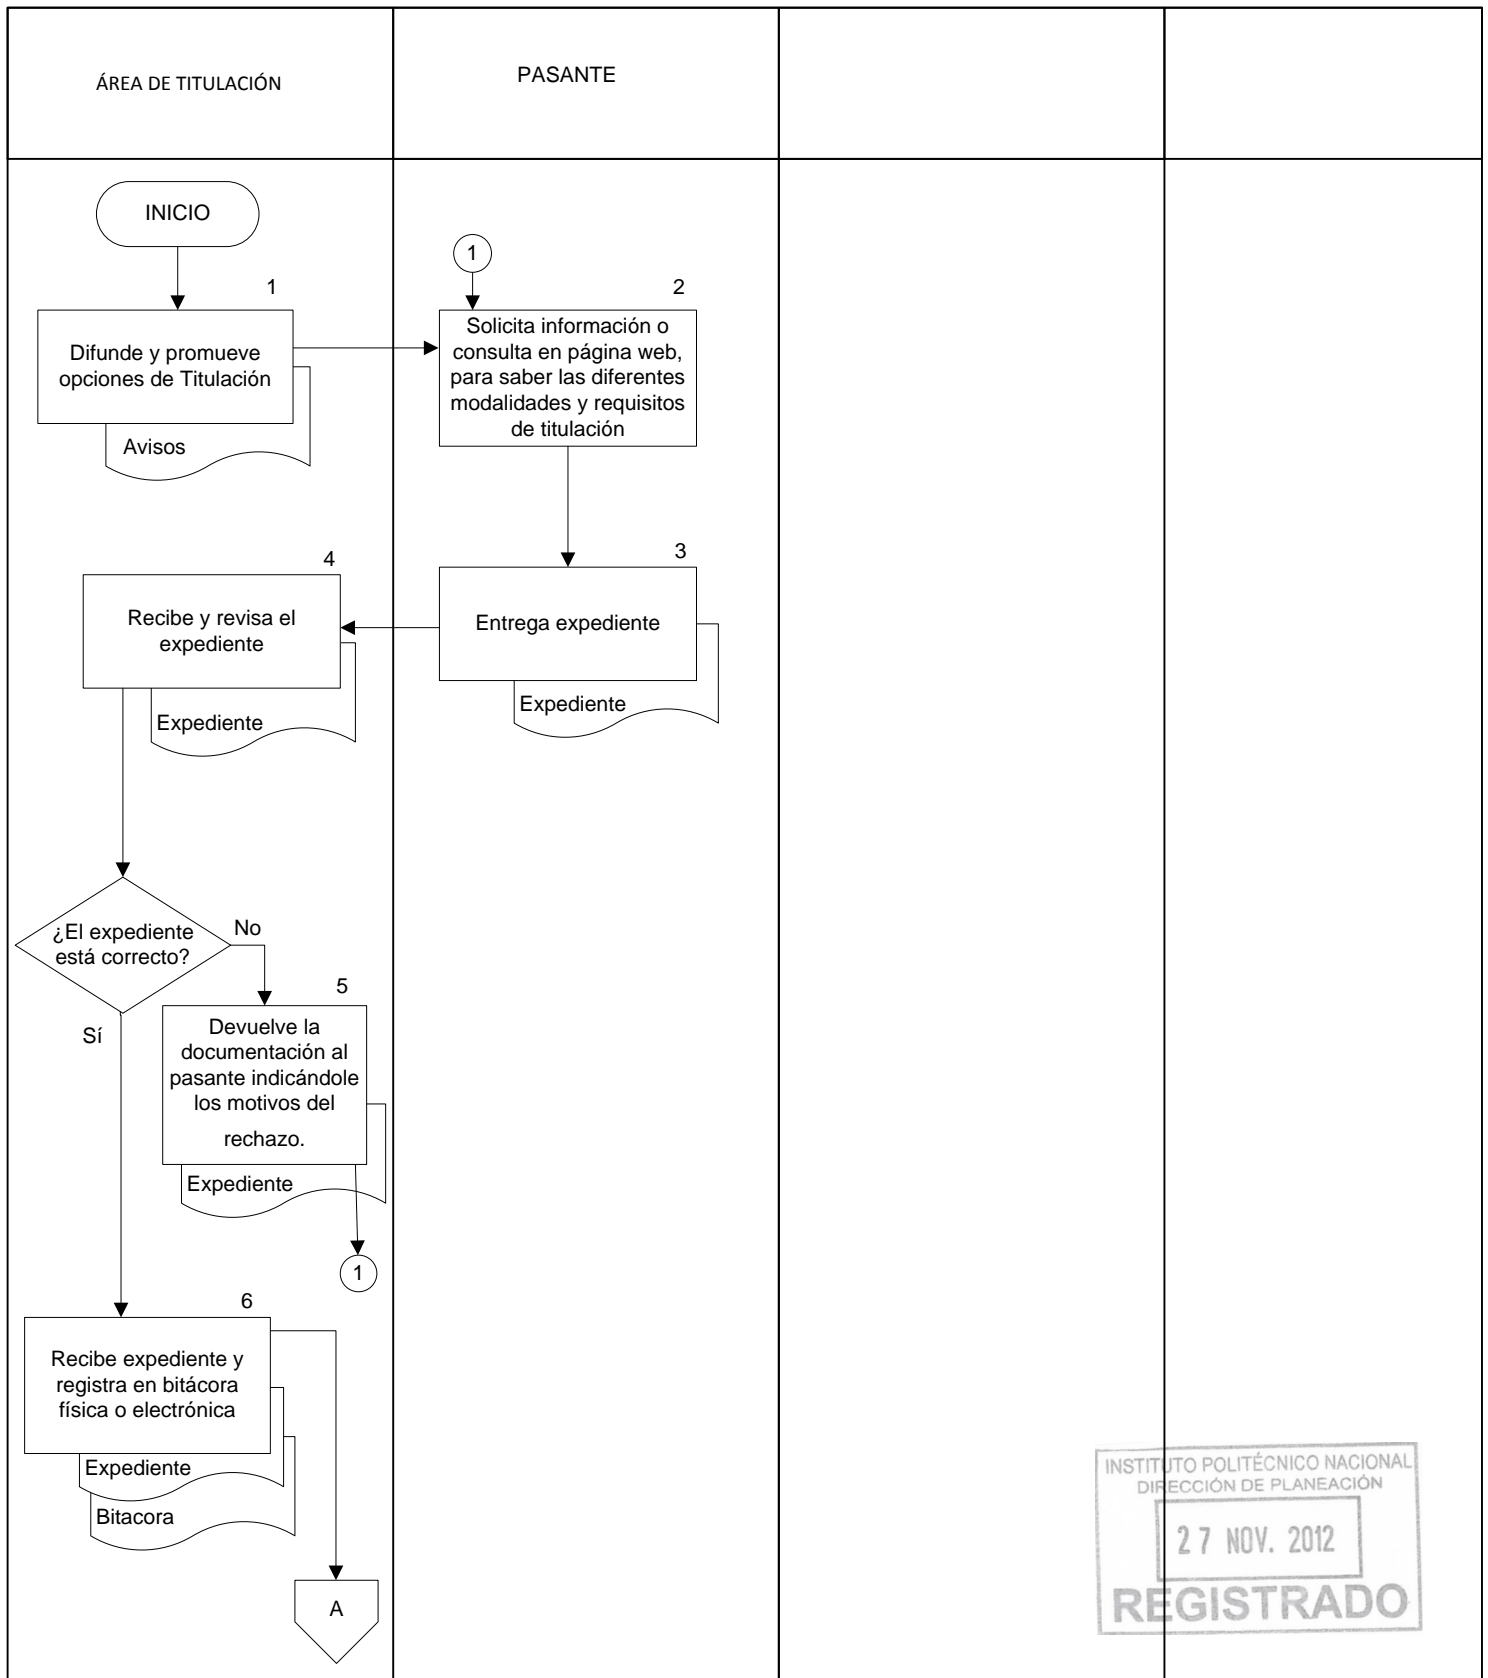 ÁREA DE TITULACIÓN
PASANTE
INICIO
1
1
Difunde y promueve
opciones de Titulación
Avisos
2
Solicita información o
consulta en página web,
para saber las diferentes
modalidades y requisitos
de titulación
3
Entrega expediente
Expediente
4
Recibe y revisa el
expediente
Expediente
¿El expediente
está correcto?
No
Sí
5
Devuelve la
documentación al
pasante indicándole
los motivos del
rechazo.
Expediente
1
6
Recibe expediente y
registra en bitácora
física o electrónica
Expediente
Bitacora
A
INSTITUTO POLITÉCNICO NACIONAL
DIRECCIÓN DE PLANEACIÓN
27 NOV. 2012
REGISTRADO